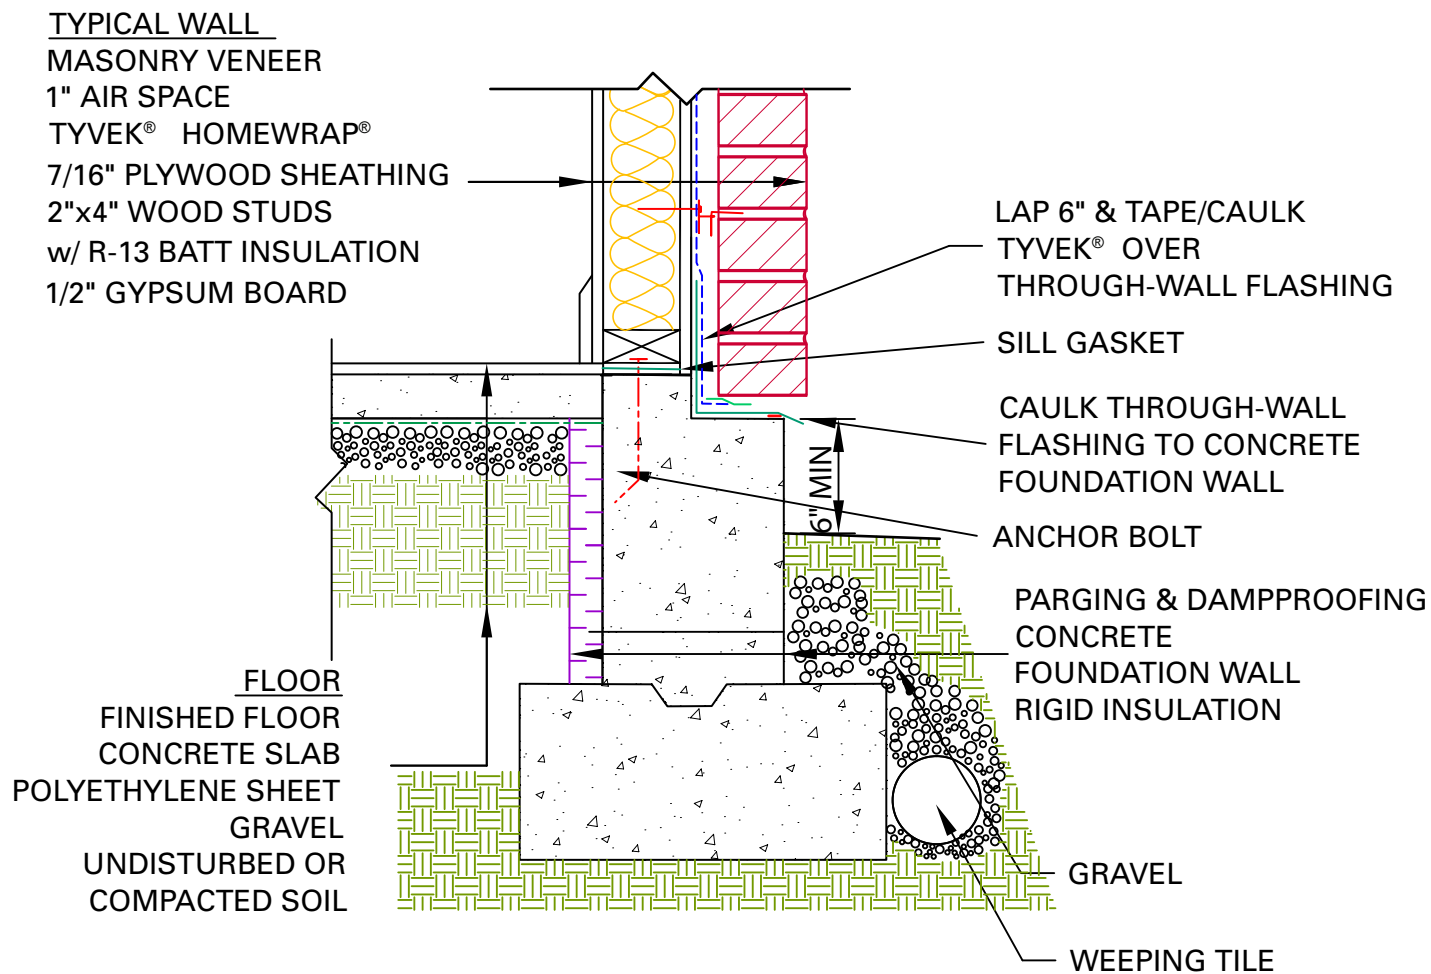 TYPICAL WALL
MASONRY VENEER
1" AIR SPACE
TYVEK® HOMEWRAP®
7/16" PLYWOOD SHEATHING
2"x4" WOOD STUDS
w/ R-13 BATT INSULATION
1/2" GYPSUM BOARD
LAP 6" & TAPE/CAULK
TYVEK® OVER
THROUGH-WALL FLASHING
SILL GASKET
CAULK THROUGH-WALL
FLASHING TO CONCRETE
FOUNDATION WALL
6" MIN
ANCHOR BOLT
PARGING & DAMPPROOFING
CONCRETE
FOUNDATION WALL
RIGID INSULATION
FLOOR
FINISHED FLOOR
CONCRETE SLAB
POLYETHYLENE SHEET
GRAVEL
UNDISTURBED OR
COMPACTED SOIL
GRAVEL
WEEPING TILE